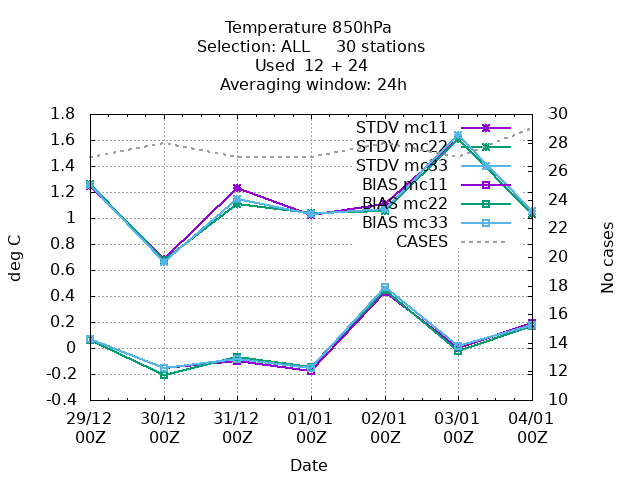 Temperature 850hPa
Selection: ALL 30 stations
Used 12 + 24
Averaging window: 24h
1.8
1.6
1.4
1.2
1
0.8
0.6
0.4
0.2
0
-0.2
-0.4
deg C
30
28
26
24
22
20
18
16
14
12
10
No cases
STDV mc11
STDV mc22
STDV mc33
BIAS mc11
BIAS mc22
BIAS mc33
CASES
29/12 30/12 31/12 01/01 02/01 03/01 04/01
00Z 00Z 00Z 00Z 00Z 00Z 00Z
Date